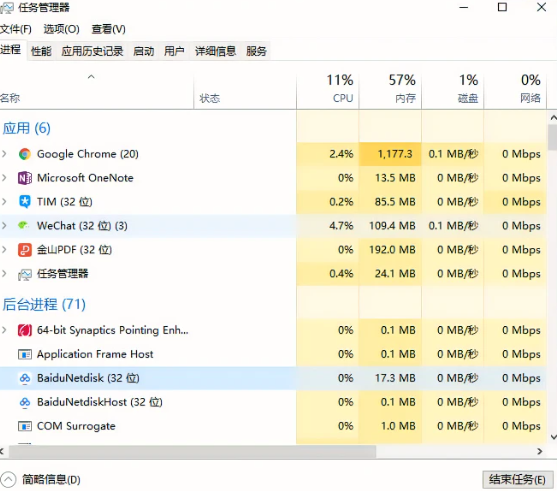 任务管理器
文件(F) 选项(O) 查看(V)
进程 性能 应用历史记录 启动 用户 详细信息 服务
11% 57% 1% 0%
名称 状态 CPU 内存 磁盘 网络
应用 (6)
Google Chrome (20) 2.4% 1,177.3 0.1 MB/秒 0 Mbps
Microsoft OneNote 0% 13.5 MB 0 MB/秒 0 Mbps
TIM (32 位) 0.2% 85.5 MB 0 MB/秒 0 Mbps
WeChat (32 位) (3) 4.7% 109.4 MB 0.1 MB/秒 0 Mbps
金山PDF (32 位) 0% 192.0 MB 0 MB/秒 0 Mbps
任务管理器 0.4% 24.1 MB 0 MB/秒 0 Mbps
后台进程 (71)
64-bit Synaptics Pointing Enh... 0% 0.1 MB 0 MB/秒 0 Mbps
Application Frame Host 0% 0.1 MB 0 MB/秒 0 Mbps
BaiduNetdisk (32 位) 0% 17.3 MB 0 MB/秒 0 Mbps
BaiduNetdiskHost (32 位) 0% 0.1 MB 0 MB/秒 0 Mbps
COM Surrogate 0% 1.0 MB 0 MB/秒 0 Mbps
简略信息(D) 结束任务(E)